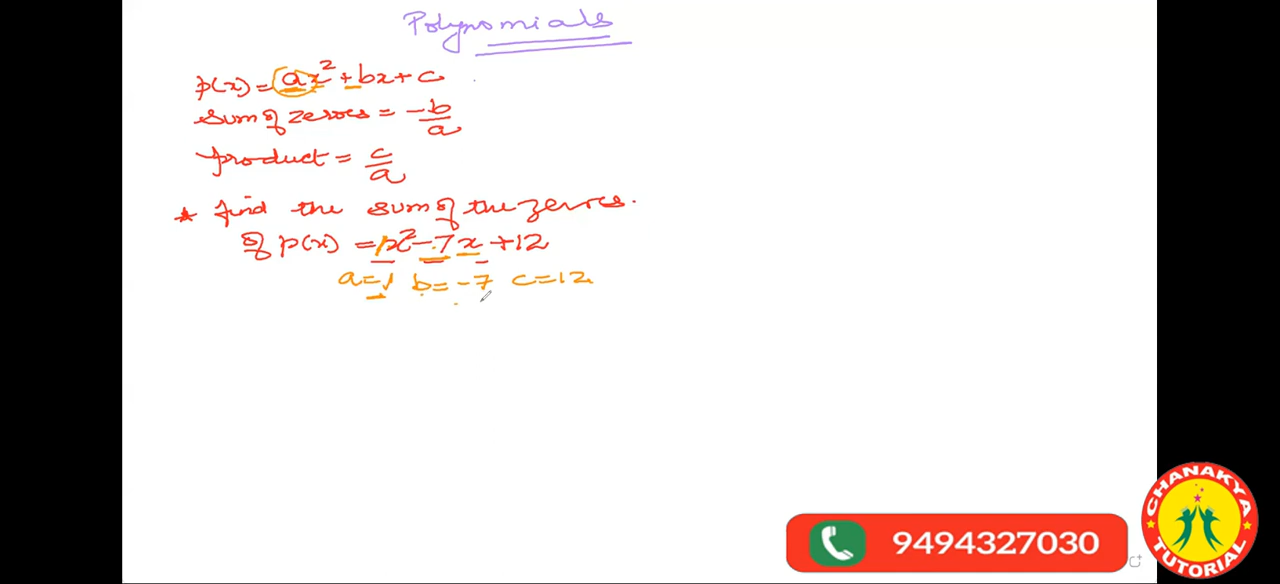 Polynomials
p(x) = ax² + bx + c
sum of zeroes = -b/a
product = c/a
* find the sum of the zeroes.
of p(x) = x² - 7x + 12
a = 1 b = -7 c = 12
9494327030
CHANAKYA
TUTORIAL